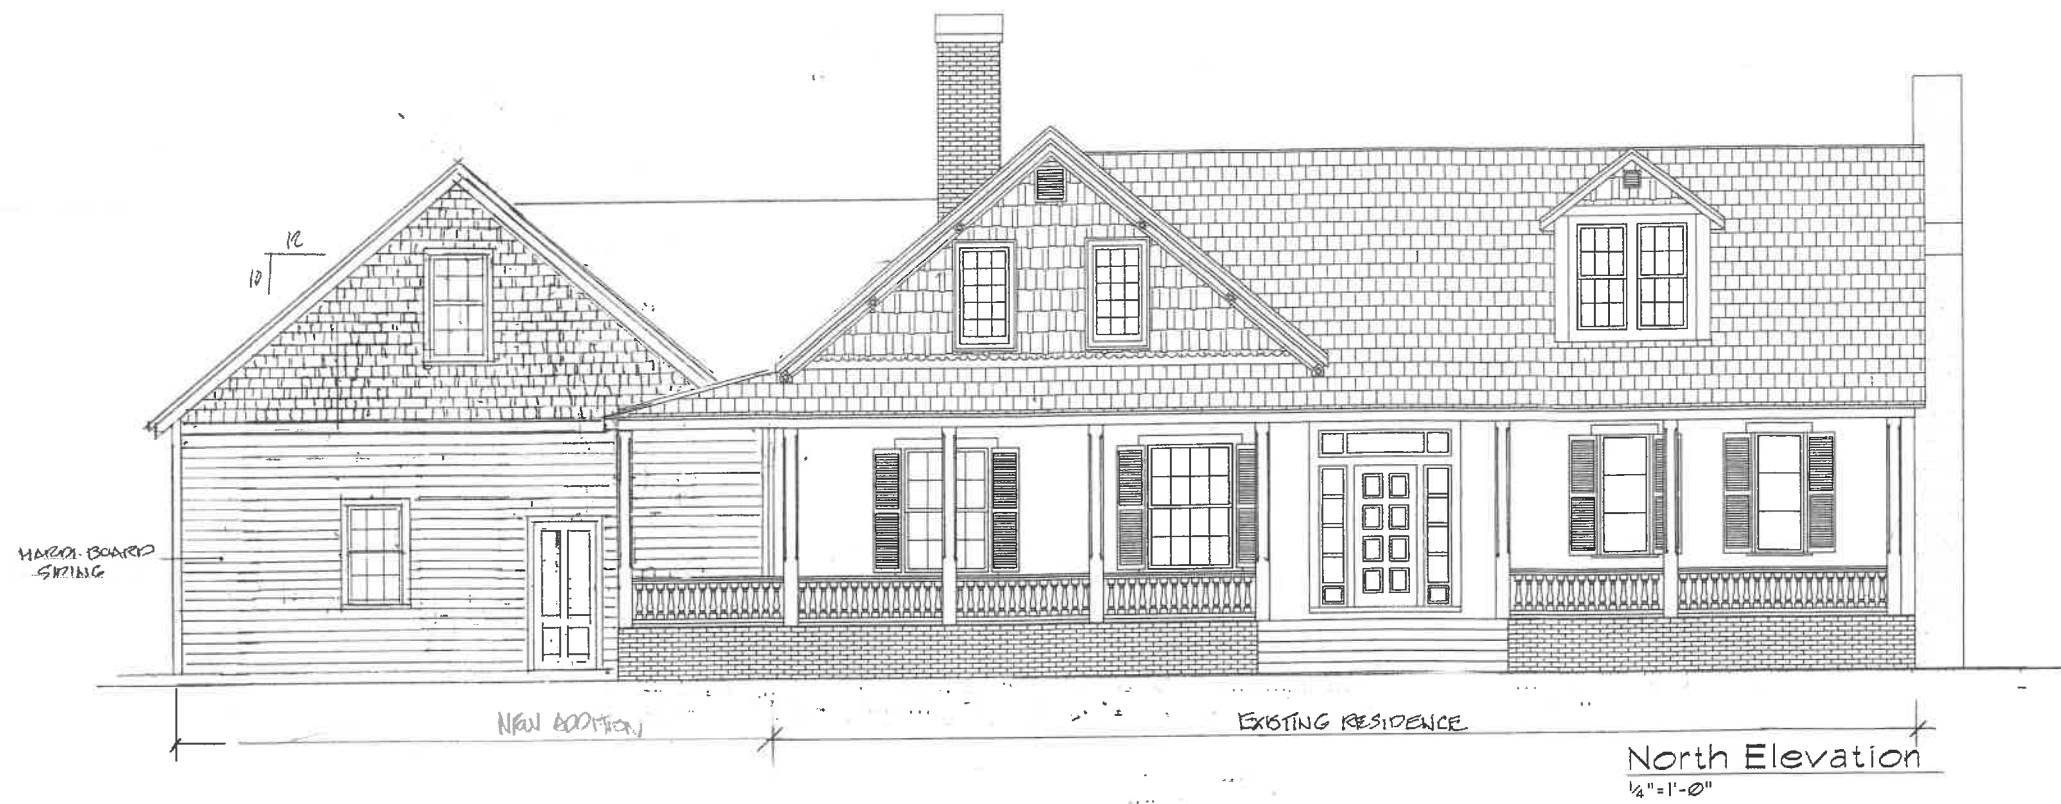 12
10
HARDI-BOARD
SIDING
NEW ADDITION
EXISTING RESIDENCE
North Elevation
1/4"=1'-0"